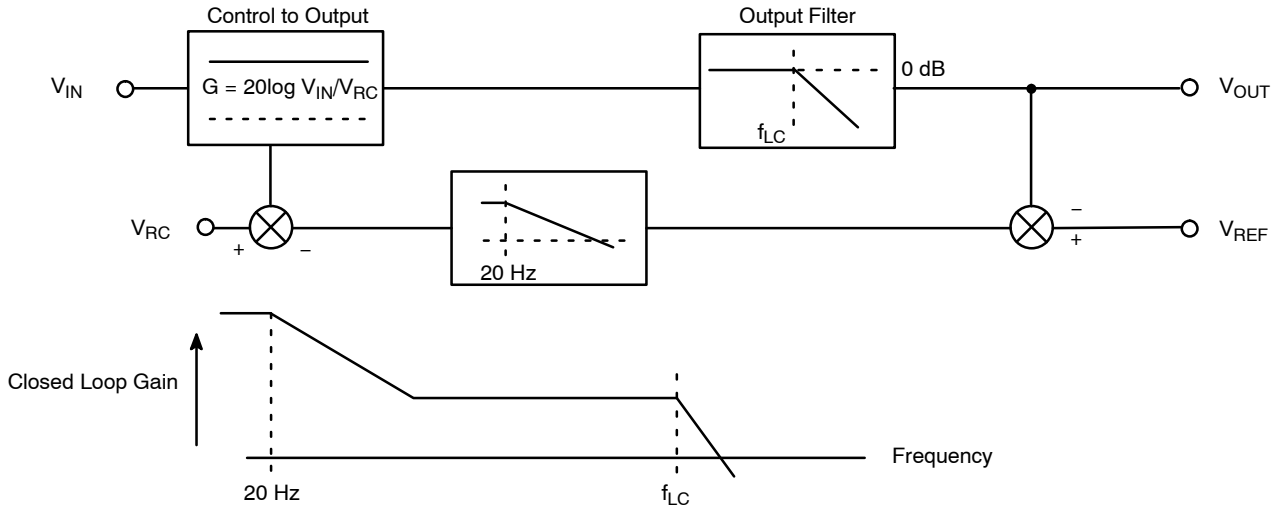 Control to Output
Output Filter
V_IN
G = 20log V_IN/V_RC
0 dB
V_OUT
f_LC
V_RC
+
−
20 Hz
−
+
V_REF
Closed Loop Gain
Frequency
20 Hz
f_LC